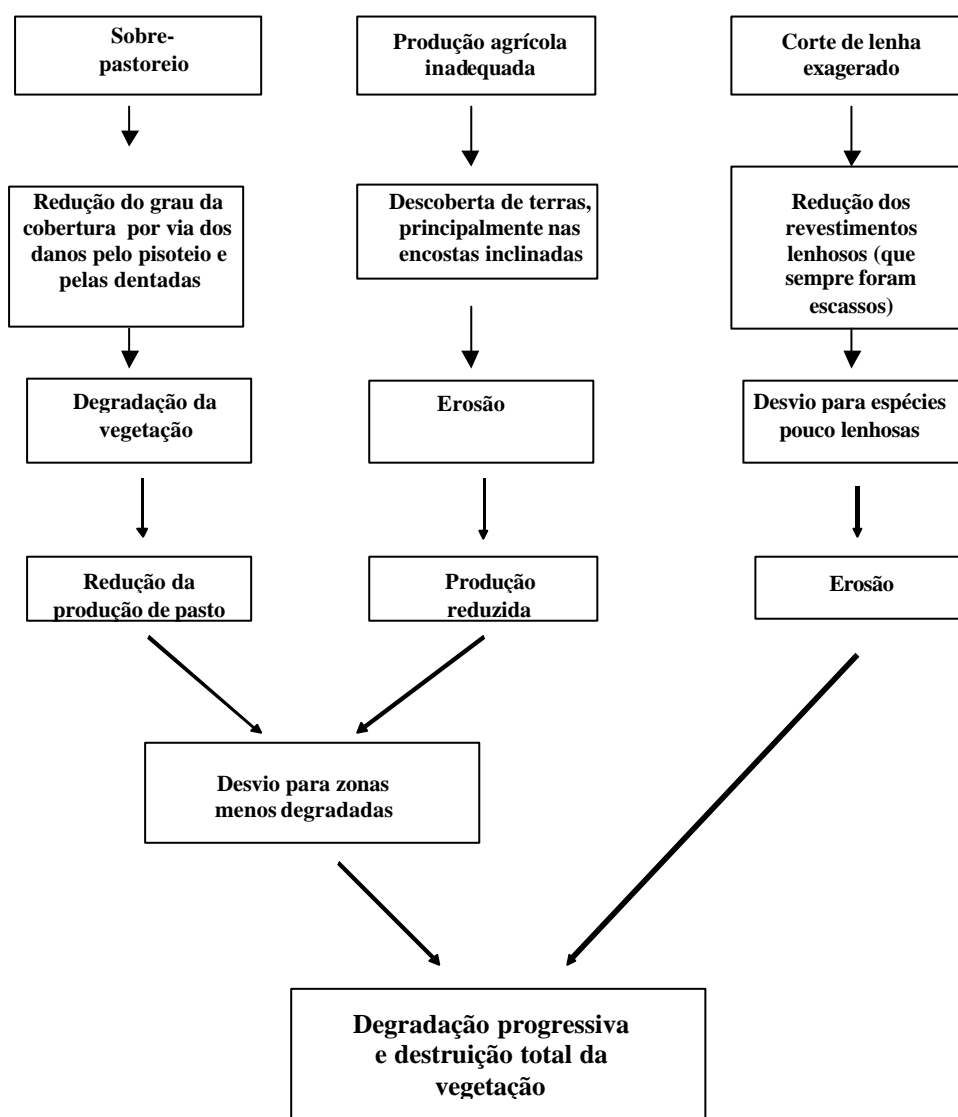 Sobre-
pastoreio
Produção agrícola
inadequada
Corte de lenha
exagerado
Redução do grau da
cobertura por via dos
danos pelo pisoteio e
pelas dentadas
Descoberta de terras,
principalmente nas
encostas inclinadas
Redução dos
revestimentos
lenhosos (que
sempre foram
escassos)
Degradação da
vegetação
Erosão
Desvio para espécies
pouco lenhosas
Redução da
produção de pasto
Produção
reduzida
Erosão
Desvio para zonas
menos degradadas
Degradação progressiva
e destruição total da
vegetação